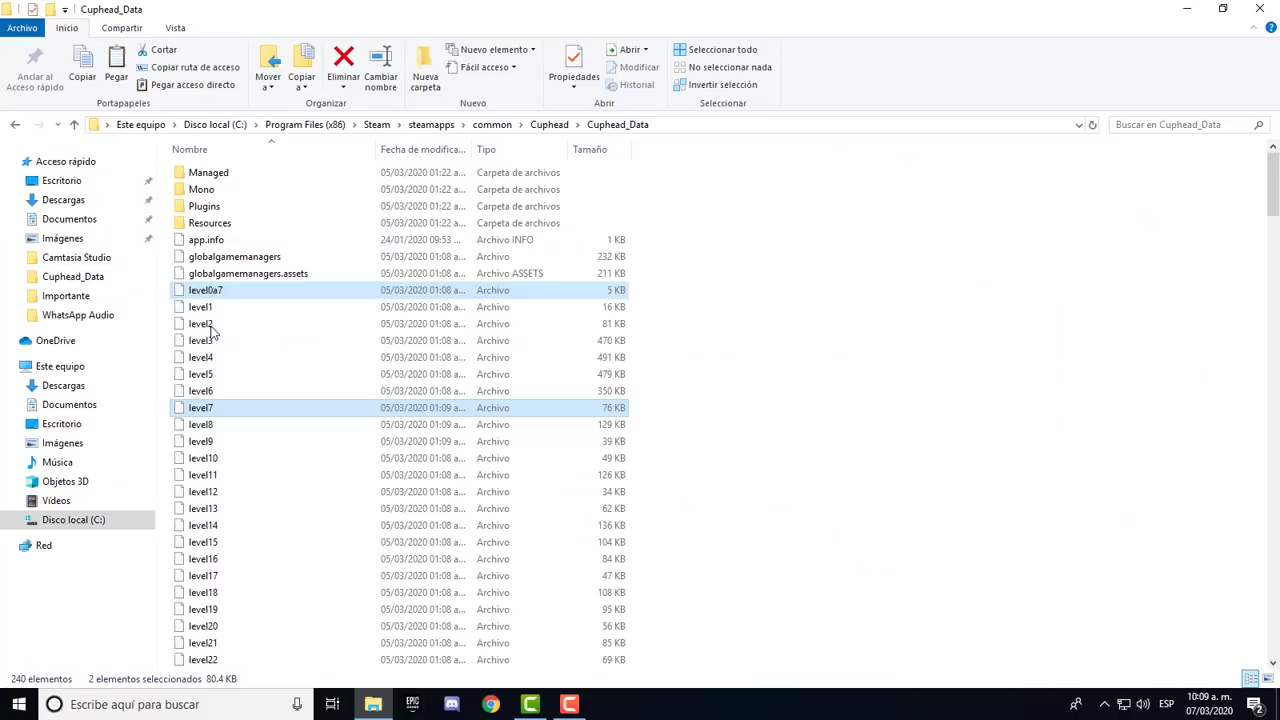 Cuphead_Data
Archivo Inicio Compartir Vista
Anclar al Acceso rápido
Copiar
Pegar
Cortar
Copiar ruta de acceso
Pegar acceso directo
Portapapeles
Mover a
Copiar a
Eliminar
Cambiar nombre
Organizar
Nueva carpeta
Nuevo elemento
Fácil acceso
Nuevo
Propiedades
Abrir
Modificar
Historial
Abrir
Seleccionar todo
No seleccionar nada
Invertir selección
Seleccionar
Este equipo Disco local (C:) Program Files (x86) Steam steamapps common Cuphead Cuphead_Data
Buscar en Cuphead_Data
Acceso rápido
Escritorio
Descargas
Documentos
Imágenes
Camtasia Studio
Cuphead_Data
Importante
WhatsApp Audio
OneDrive
Este equipo
Descargas
Documentos
Escritorio
Imágenes
Música
Objetos 3D
Vídeos
Disco local (C:)
Red
Nombre Fecha de modifica... Tipo Tamaño
Managed 05/03/2020 01:22 a... Carpeta de archivos
Mono 05/03/2020 01:22 a... Carpeta de archivos
Plugins 05/03/2020 01:22 a... Carpeta de archivos
Resources 05/03/2020 01:22 a... Carpeta de archivos
app.info 24/01/2020 09:53 ... Archivo INFO 1 KB
globalgamemanagers 05/03/2020 01:08 a... Archivo 232 KB
globalgamemanagers.assets 05/03/2020 01:08 a... Archivo ASSETS 211 KB
level0a7 05/03/2020 01:08 a... Archivo 5 KB
level1 05/03/2020 01:08 a... Archivo 16 KB
level2 05/03/2020 01:08 a... Archivo 81 KB
level3 05/03/2020 01:08 a... Archivo 470 KB
level4 05/03/2020 01:08 a... Archivo 491 KB
level5 05/03/2020 01:08 a... Archivo 479 KB
level6 05/03/2020 01:08 a... Archivo 350 KB
level7 05/03/2020 01:09 a... Archivo 76 KB
level8 05/03/2020 01:09 a... Archivo 129 KB
level9 05/03/2020 01:08 a... Archivo 39 KB
level10 05/03/2020 01:08 a... Archivo 49 KB
level11 05/03/2020 01:08 a... Archivo 126 KB
level12 05/03/2020 01:08 a... Archivo 34 KB
level13 05/03/2020 01:08 a... Archivo 62 KB
level14 05/03/2020 01:08 a... Archivo 136 KB
level15 05/03/2020 01:08 a... Archivo 104 KB
level16 05/03/2020 01:08 a... Archivo 84 KB
level17 05/03/2020 01:08 a... Archivo 47 KB
level18 05/03/2020 01:08 a... Archivo 108 KB
level19 05/03/2020 01:08 a... Archivo 95 KB
level20 05/03/2020 01:08 a... Archivo 56 KB
level21 05/03/2020 01:08 a... Archivo 85 KB
level22 05/03/2020 01:08 a... Archivo 69 KB
240 elementos 2 elementos seleccionados 80.4 KB
Escribe aquí para buscar
EPIC
ESP
10:09 a. m.
07/03/2020
2